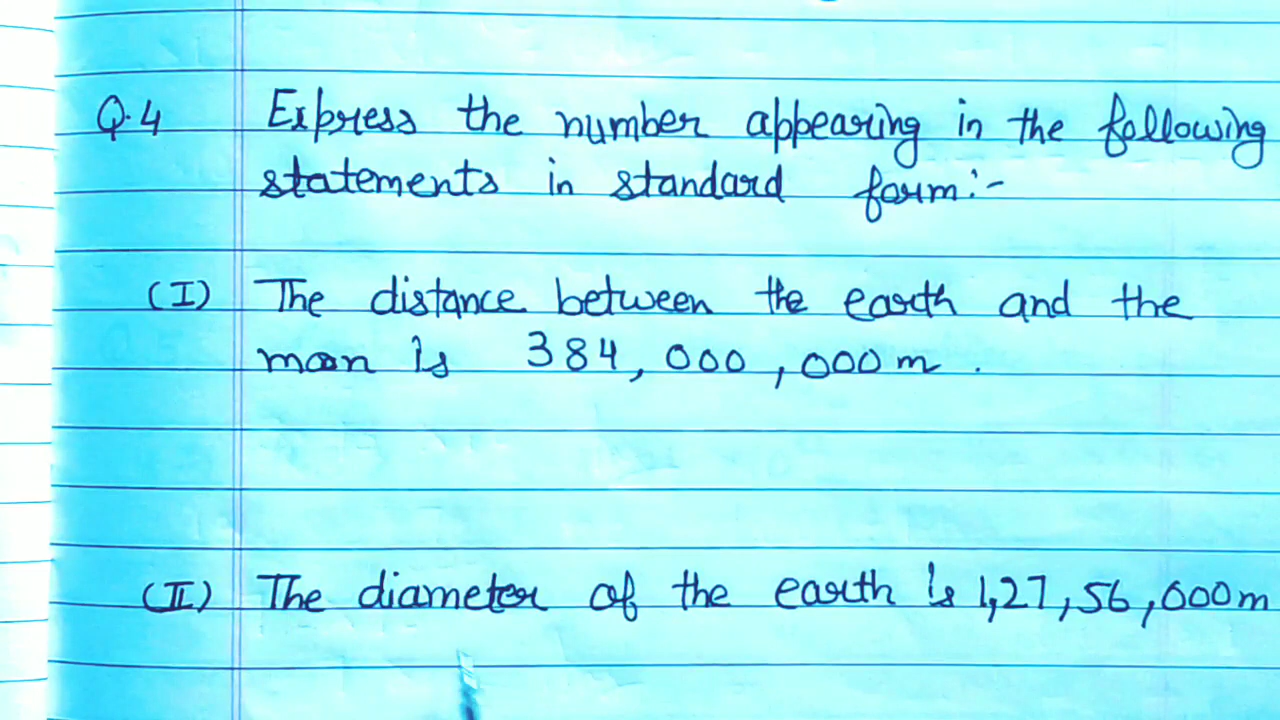 Q.4 Express the number appearing in the following
statements in standard form:-
(I) The distance between the earth and the
moon is 384,000,000 m.
(II) The diameter of the earth is 1,27,56,000 m